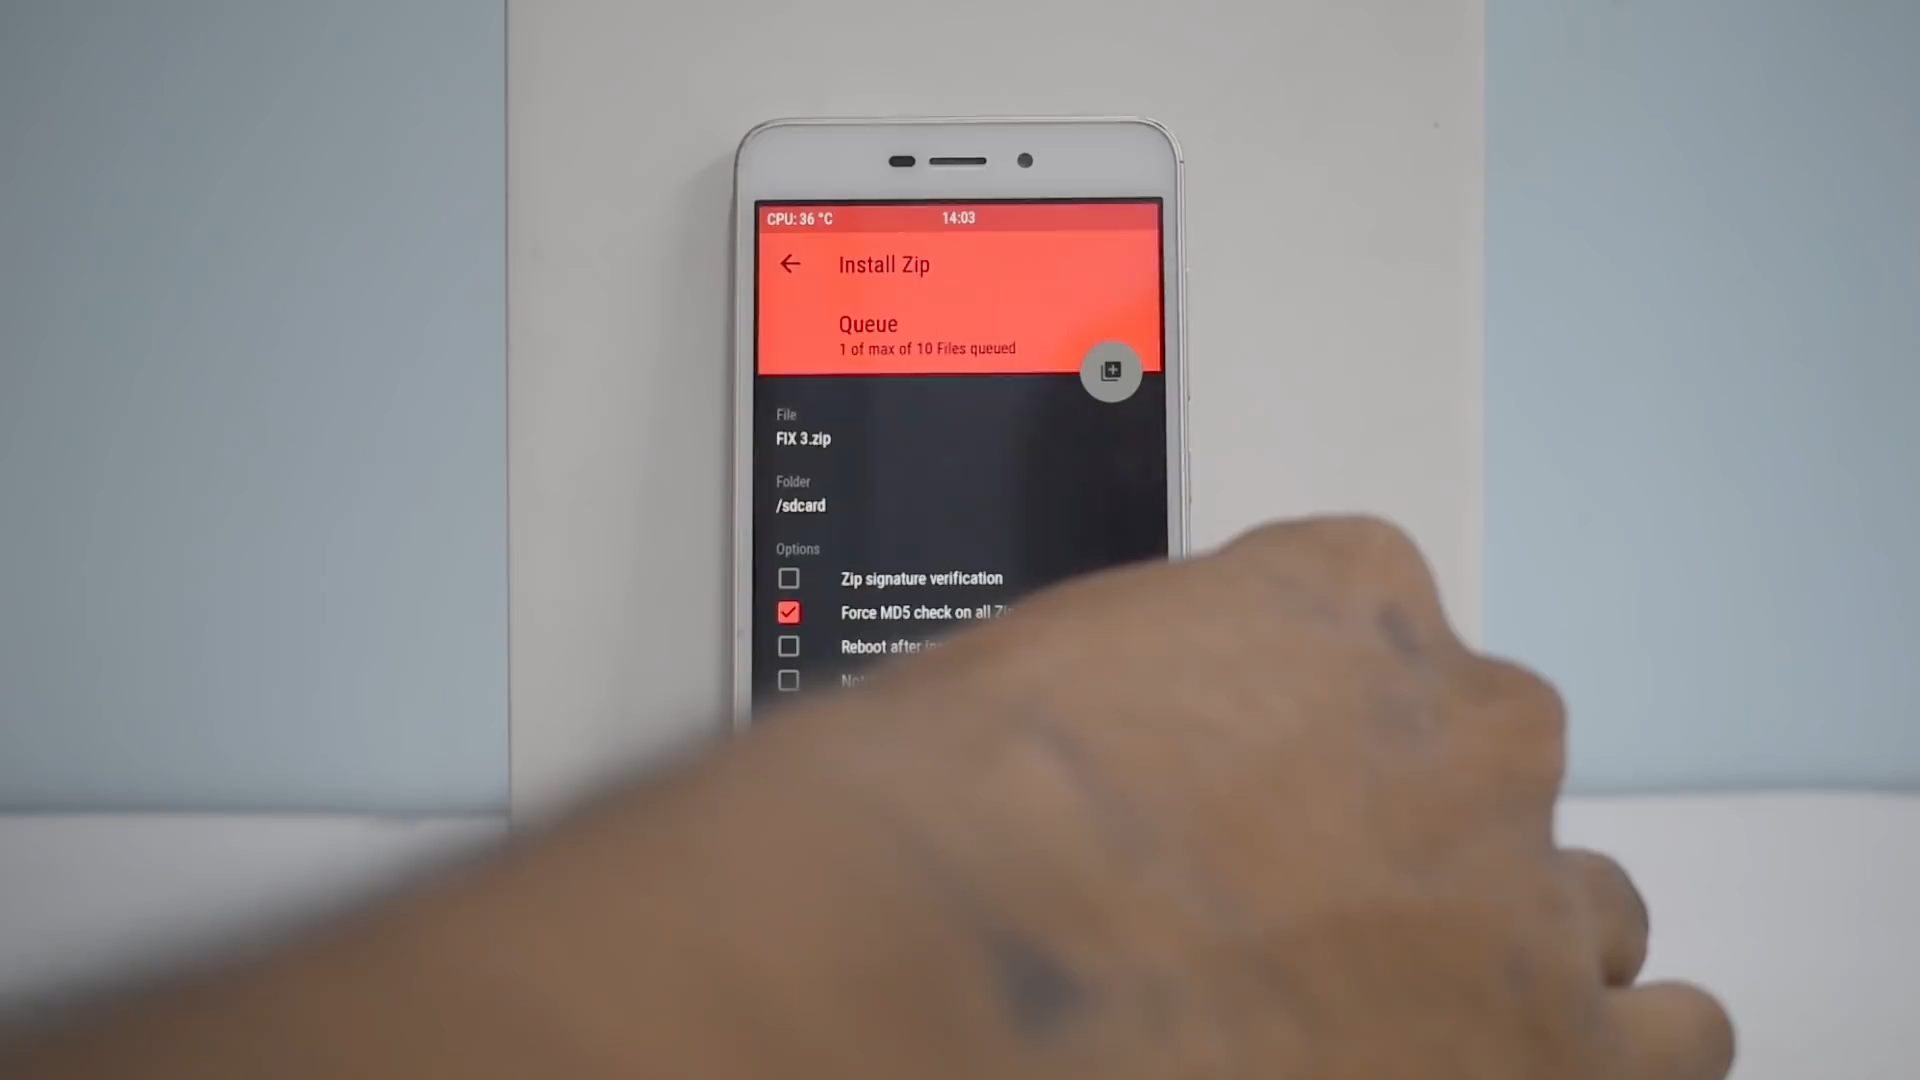 CPU: 36 °C 14:03
Install Zip
Queue
1 of max of 10 Files queued
File
FIX 3.zip
Folder
/sdcard
Options
Zip signature verification
Force MD5 check on all
Reboot after